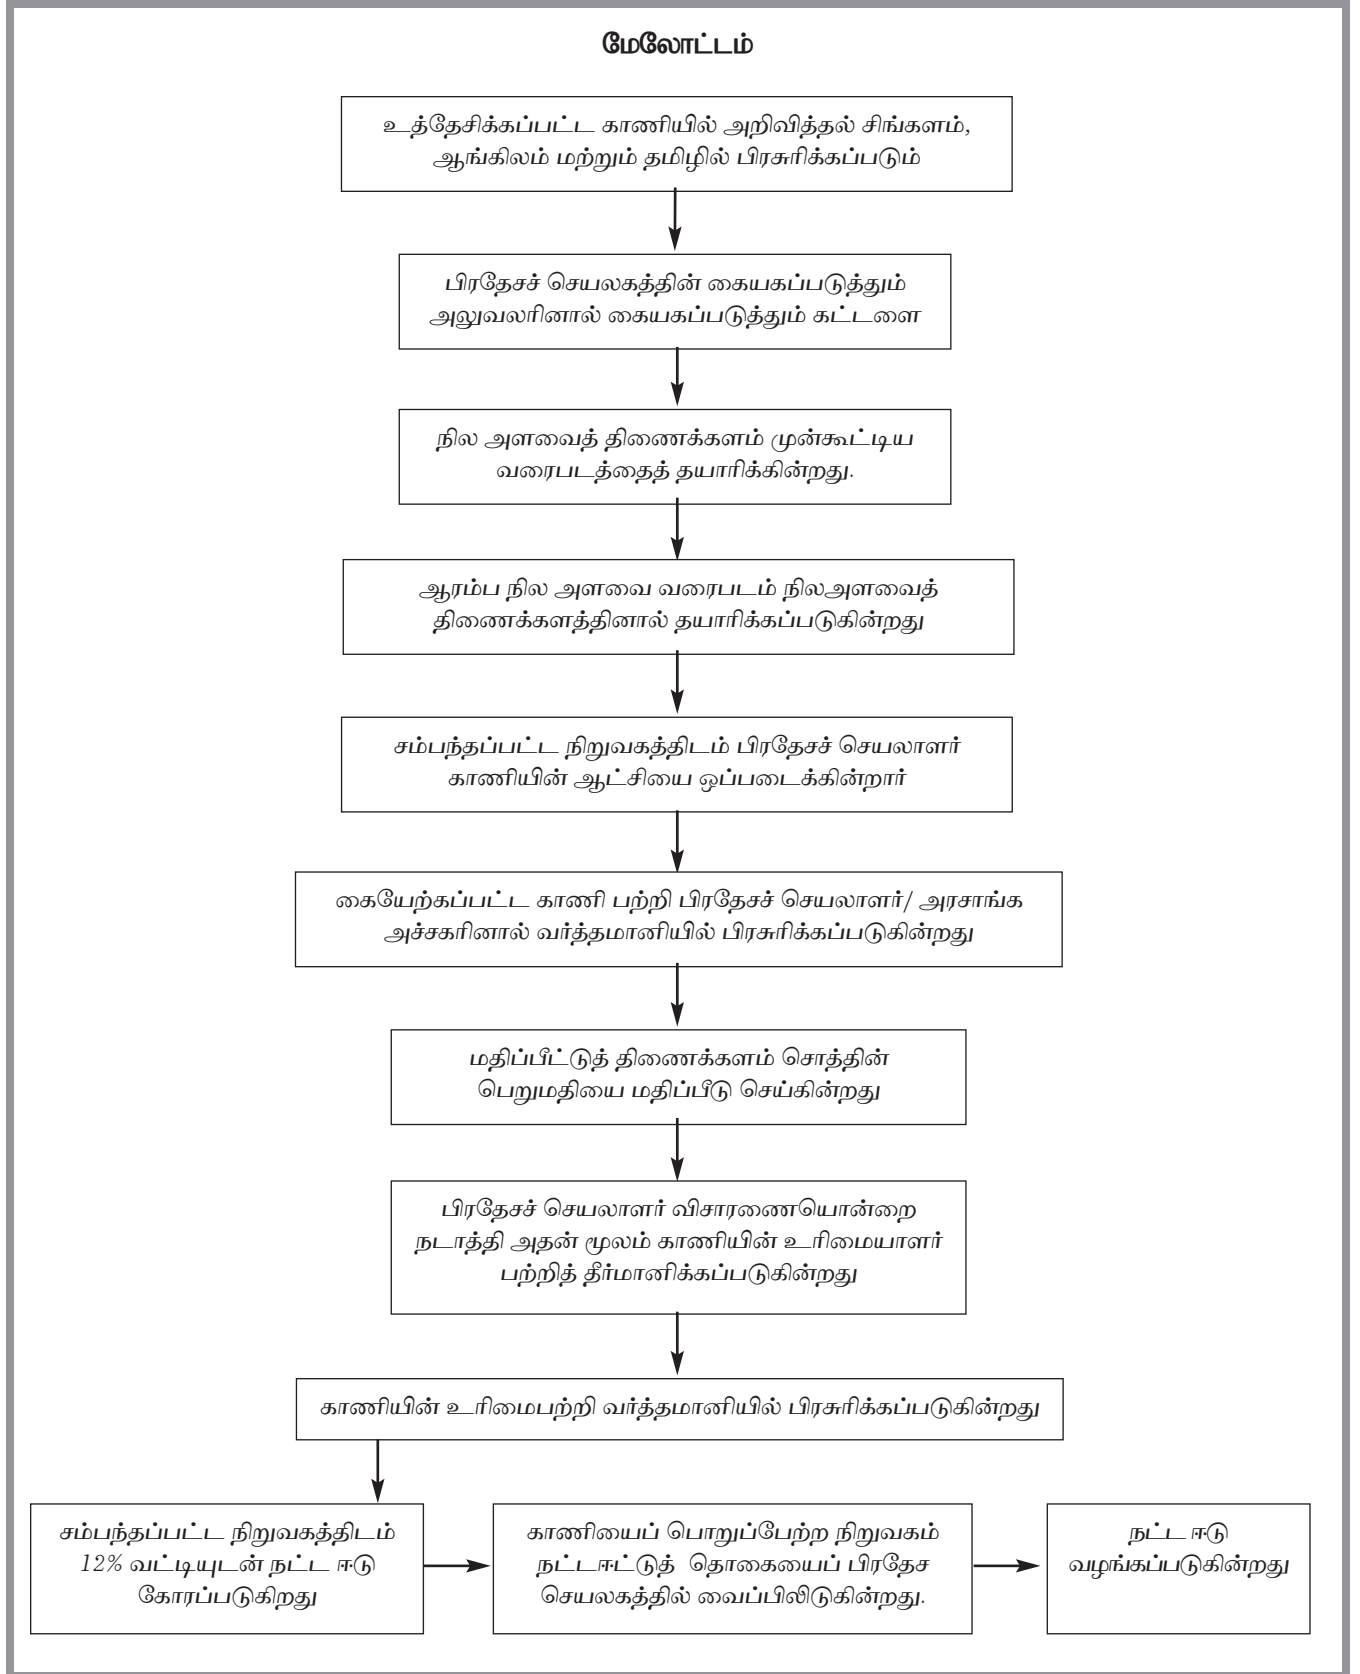 மேலோட்டம்
உத்தேசிக்கப்பட்ட காணியில் அறிவித்தல் சிங்களம்,
ஆங்கிலம் மற்றும் தமிழில் பிரசுரிக்கப்படும்
பிரதேசச் செயலகத்தின் கையகப்படுத்தும்
அலுவலரினால் கையகப்படுத்தும் கட்டளை
நில அளவைத் திணைக்களம் முன்கூட்டிய
வரைபடத்தைத் தயாரிக்கின்றது.
ஆரம்ப நில அளவை வரைபடம் நிலஅளவைத்
திணைக்களத்தினால் தயாரிக்கப்படுகின்றது
சம்பந்தப்பட்ட நிறுவகத்திடம் பிரதேசச் செயலாளர்
காணியின் ஆட்சியை ஒப்படைக்கின்றார்
கையேற்கப்பட்ட காணி பற்றி பிரதேசச் செயலாளர்/ அரசாங்க
அச்சகரினால் வர்த்தமானியில் பிரசுரிக்கப்படுகின்றது
மதிப்பீட்டுத் திணைக்களம் சொத்தின்
பெறுமதியை மதிப்பீடு செய்கின்றது
பிரதேசச் செயலாளர் விசாரணையொன்றை
நடாத்தி அதன் மூலம் காணியின் உரிமையாளர்
பற்றித் தீர்மானிக்கப்படுகின்றது
காணியின் உரிமைபற்றி வர்த்தமானியில் பிரசுரிக்கப்படுகின்றது
சம்பந்தப்பட்ட நிறுவகத்திடம்
12% வட்டியுடன் நட்ட ஈடு
கோரப்படுகிறது
காணியைப் பொறுப்பேற்ற நிறுவகம்
நட்டஈட்டுத் தொகையைப் பிரதேச
செயலகத்தில் வைப்பிலிடுகின்றது.
நட்ட ஈடு
வழங்கப்படுகின்றது